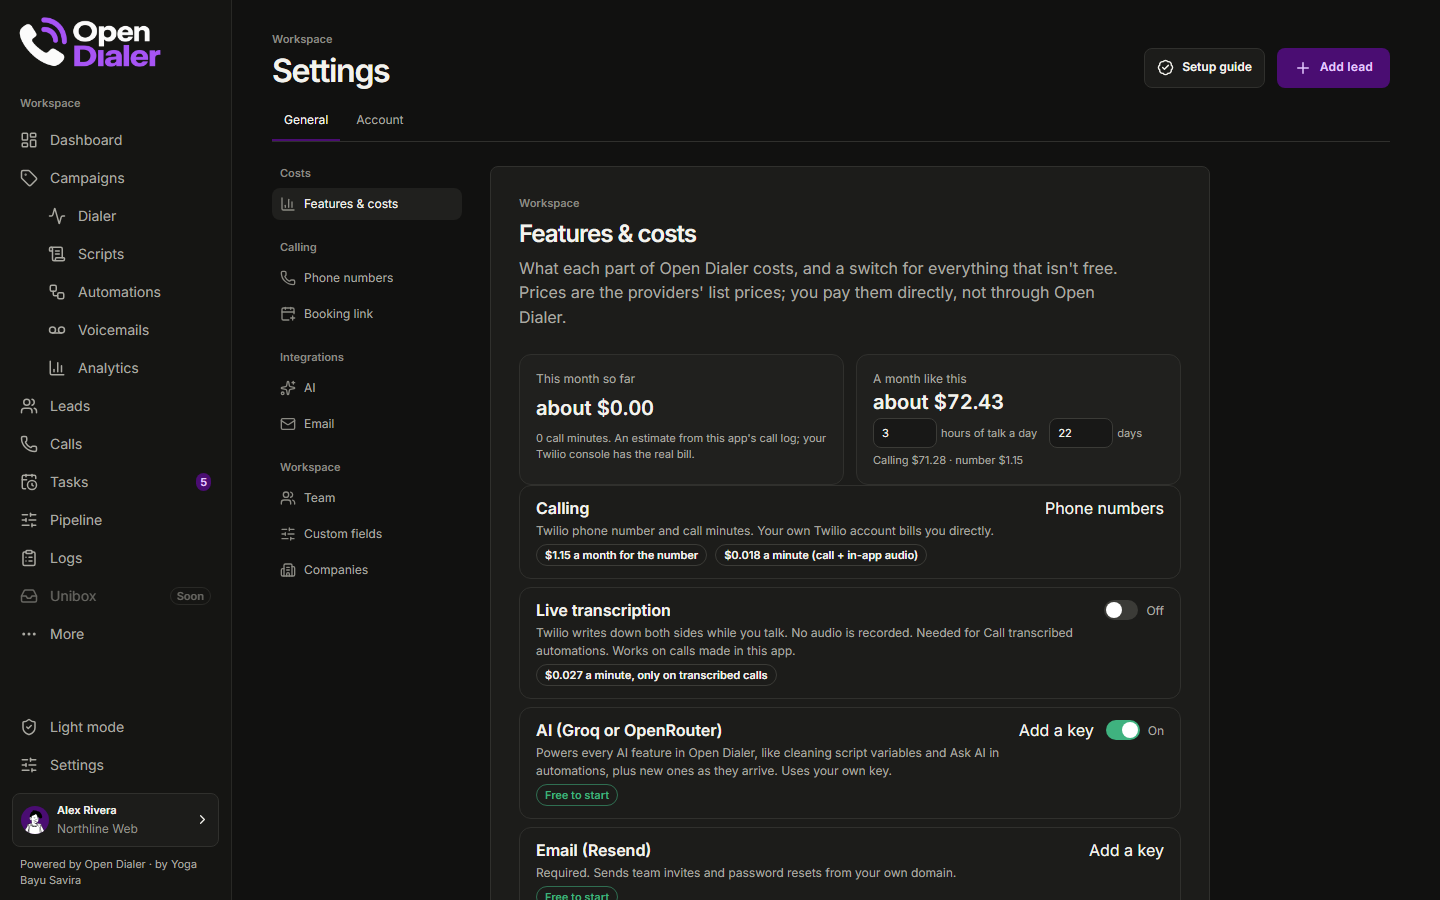 Open
Dialer
Workspace
Dashboard
Campaigns
Dialer
Scripts
Automations
Voicemails
Analytics
Leads
Calls
Tasks
5
Pipeline
Logs
Unibox
Soon
More
Light mode
Settings
Alex Rivera
Northline Web
Powered by Open Dialer · by Yoga
Bayu Savira
Workspace
Settings
Setup guide
Add lead
General
Account
Costs
Features & costs
Calling
Phone numbers
Booking link
Integrations
AI
Email
Workspace
Team
Custom fields
Companies
Workspace
Features & costs
What each part of Open Dialer costs, and a switch for everything that isn't free.
Prices are the providers' list prices; you pay them directly, not through Open
Dialer.
This month so far
about $0.00
0 call minutes. An estimate from this app's call log; your
Twilio console has the real bill.
A month like this
about $72.43
3 hours of talk a day 22 days
Calling $71.28 · number $1.15
Calling
Phone numbers
Twilio phone number and call minutes. Your own Twilio account bills you directly.
$1.15 a month for the number
$0.018 a minute (call + in-app audio)
Live transcription
Off
Twilio writes down both sides while you talk. No audio is recorded. Needed for Call transcribed
automations. Works on calls made in this app.
$0.027 a minute, only on transcribed calls
AI (Groq or OpenRouter)
Add a key
On
Powers every AI feature in Open Dialer, like cleaning script variables and Ask AI in
automations, plus new ones as they arrive. Uses your own key.
Free to start
Email (Resend)
Add a key
Required. Sends team invites and password resets from your own domain.
Free to start